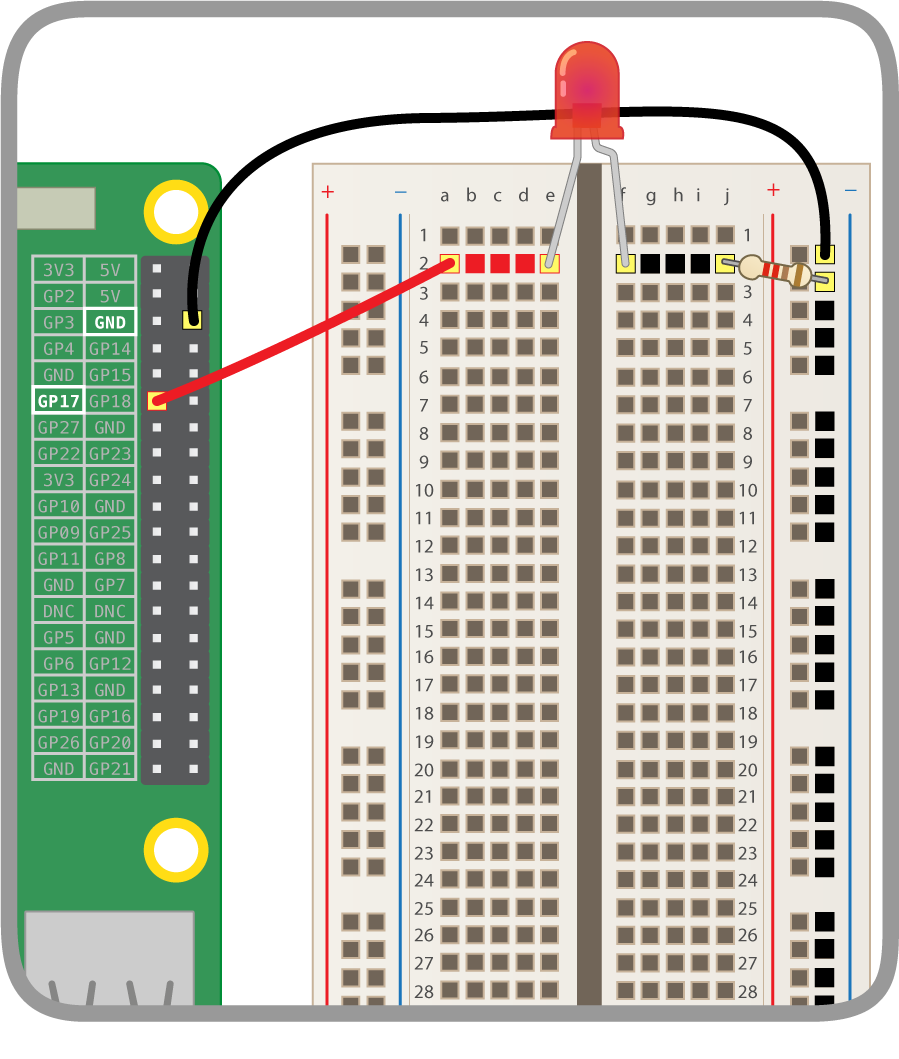 + − a b c d e f g h i j + −
1 1
2
3V3 5V
GP2 5V
GP3 GND
GP4 GP14
GND GP15
GP17 GP18
GP27 GND
GP22 GP23
3V3 GP24
GP10 GND
GP09 GP25
GP11 GP8
GND GP7
DNC DNC
GP5 GND
GP6 GP12
GP13 GND
GP19 GP16
GP26 GP20
GND GP21
3 3
4 4
5 5
6 6
7 7
8 8
9 9
10 10
11 11
12 12
13 13
14 14
15 15
16 16
17 17
18 18
19 19
20 20
21 21
22 22
23 23
24 24
25 25
26 26
27 27
28 28